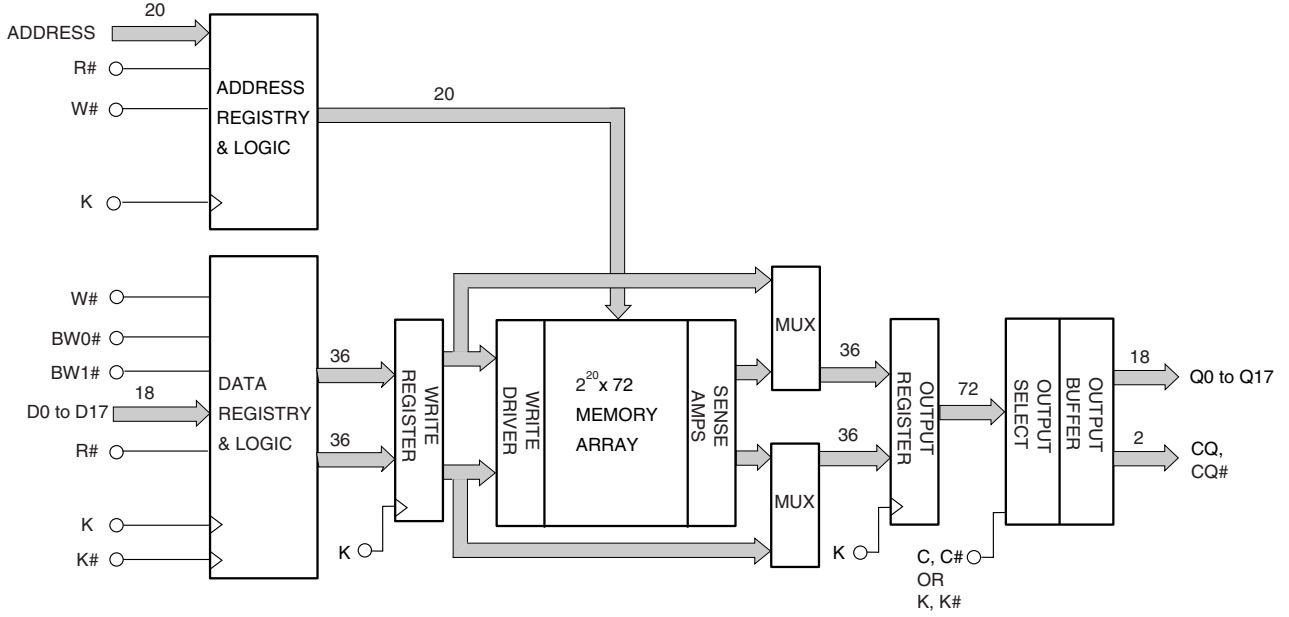 20
ADDRESS
R#
W#
K
ADDRESS
REGISTRY
& LOGIC
20
W#
BW0#
BW1#
18
D0 to D17
R#
K
K#
DATA
REGISTRY
& LOGIC
36
36
WRITE
REGISTER
K
WRITE
DRIVER
2^20 x 72
MEMORY
ARRAY
SENSE
AMPS
MUX
MUX
36
36
OUTPUT
REGISTER
K
72
OUTPUT
SELECT
OUTPUT
BUFFER
C, C#
OR
K, K#
18
Q0 to Q17
2
CQ,
CQ#